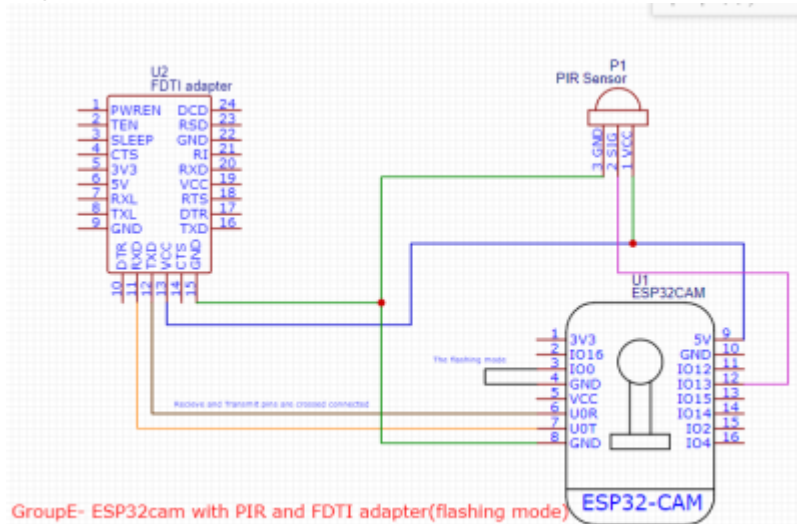 U2
FDTI adapter
1 PWREN DCD 24
2 TEN RSD 23
3 SLEEP GND 22
4 CTS RI 21
5 3V3 RXD 20
6 5V VCC 19
7 RXL RTS 18
8 TXL DTR 17
9 GND TXD 16
DTR RXD TXD VCC CTS GND
10 11 12 13 14 15
P1
PIR Sensor
3 GND
2 SIG
1 VCC
U1
ESP32CAM
1 3V3 5V 9
2 IO16 GND 10
The flashing mode
3 IO0 IO12 11
4 GND IO13 12
5 VCC IO15 13
Recieve and Transmit pins are crossed connected
6 U0R IO14 14
7 U0T IO2 15
8 GND IO4 16
ESP32-CAM
GroupE- ESP32cam with PIR and FDTI adapter(flashing mode)